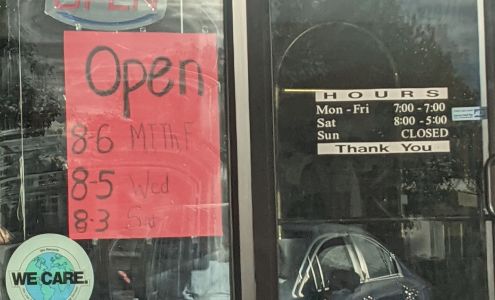 OPEN
Open
8-6 MTThF
8-5 Wed
8-3 Sat
WE CARE.
HOURS
Mon - Fri 7:00 - 7:00
Sat 8:00 - 5:00
Sun CLOSED
Thank You